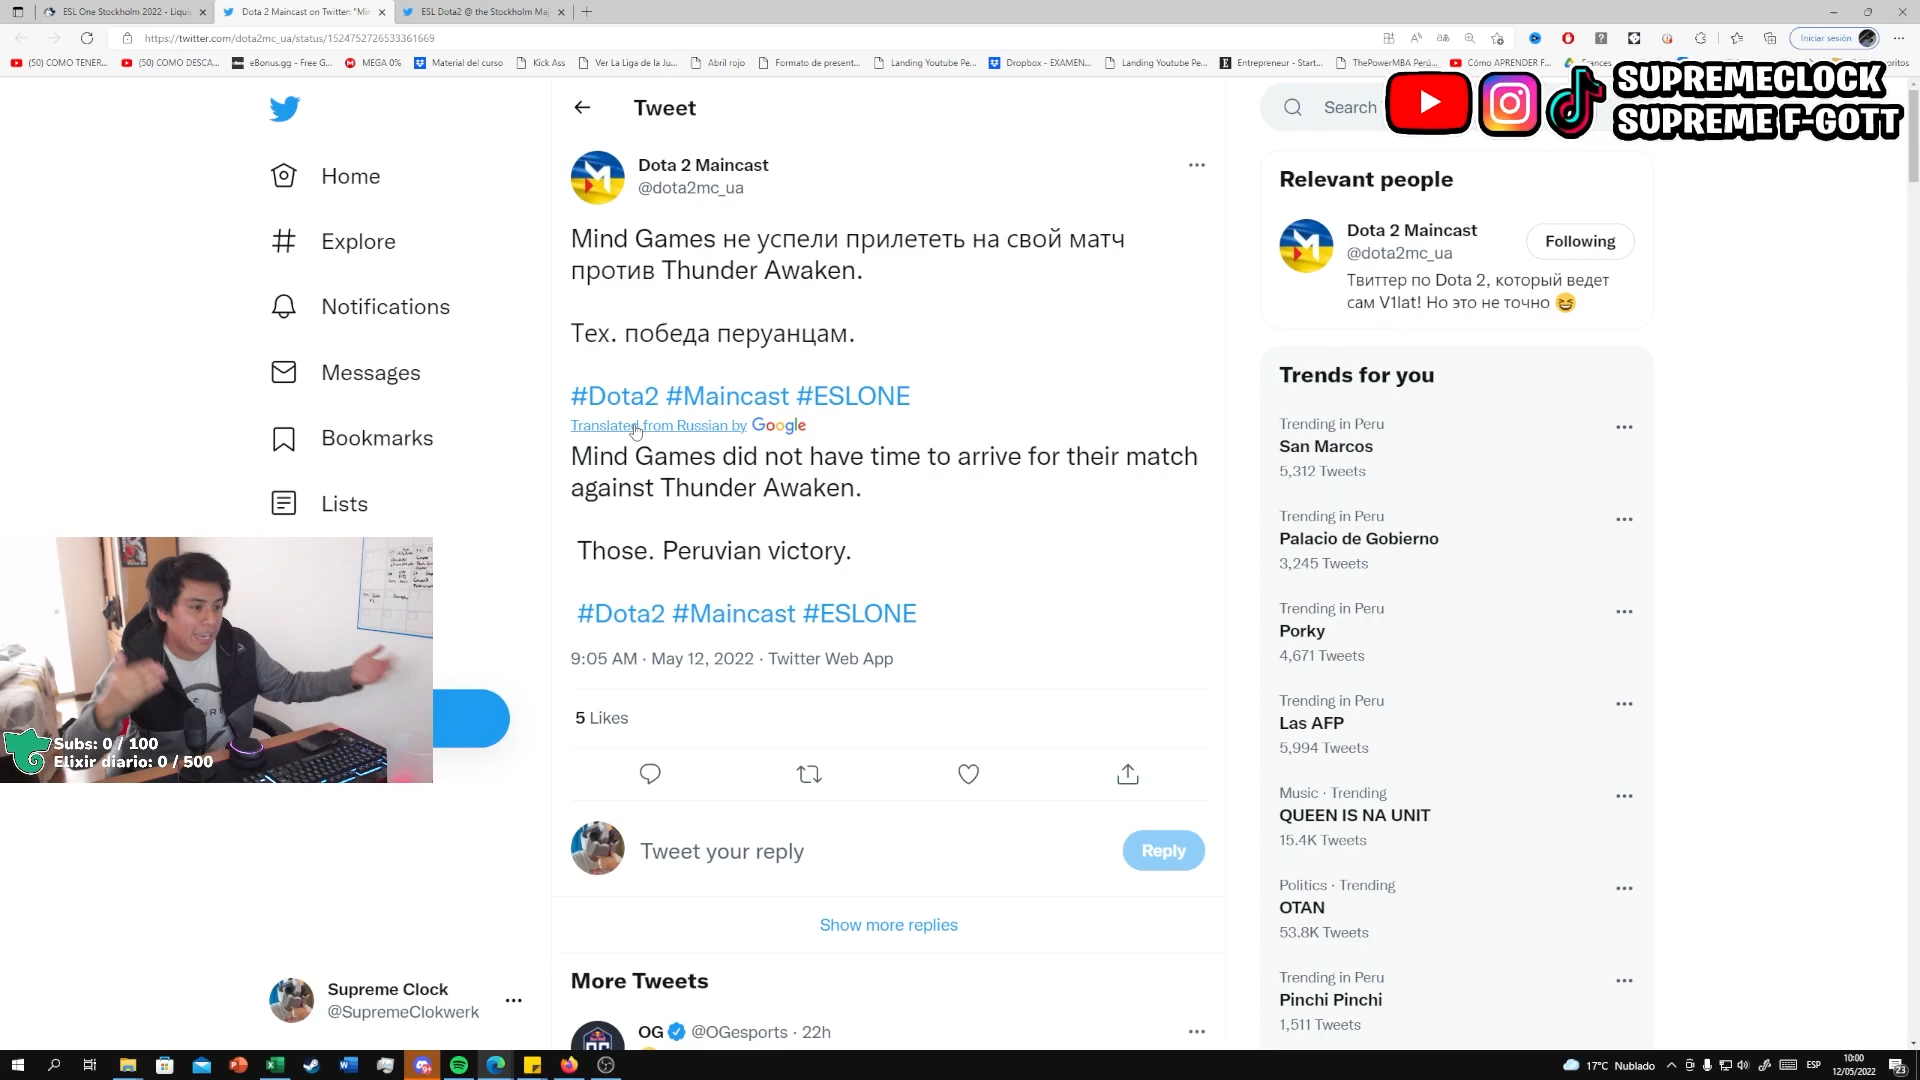 ESL One Stockholm 2022 - Liqui
Dota 2 Maincast on Twitter: "Min
ESL Dota2 @ the Stockholm Maj
https://twitter.com/dota2mc_ua/status/1524752726533361669
Iniciar sesión
(50) COMO TENER...
(50) COMO DESCA...
eBonus.gg - Free G...
MEGA 0%
Material del curso
Kick Ass
Ver La Liga de la Ju...
Abril rojo
Formato de present...
Landing Youtube Pe...
Dropbox - EXAMEN...
Landing Youtube Pe...
Entrepreneur - Start...
ThePowerMBA Perú...
Cómo APRENDER F...
Frances
SUPREMECLOCK
SUPREME F-GOTT
Home
Explore
Notifications
Messages
Bookmarks
Lists
Subs: 0 / 100
Elixir diario: 0 / 500
Supreme Clock
@SupremeClokwerk
Tweet
Dota 2 Maincast
@dota2mc_ua
Mind Games не успели прилететь на свой матч
против Thunder Awaken.
Тех. победа перуанцам.
#Dota2 #Maincast #ESLONE
Translated from Russian by Google
Mind Games did not have time to arrive for their match
against Thunder Awaken.
Those. Peruvian victory.
#Dota2 #Maincast #ESLONE
9:05 AM · May 12, 2022 · Twitter Web App
5 Likes
Tweet your reply
Reply
Show more replies
More Tweets
OG @OGesports · 22h
Search
Relevant people
Dota 2 Maincast
@dota2mc_ua
Following
Твиттер по Dota 2, который ведет
сам V1lat! Но это не точно
Trends for you
Trending in Peru
San Marcos
5,312 Tweets
Trending in Peru
Palacio de Gobierno
3,245 Tweets
Trending in Peru
Porky
4,671 Tweets
Trending in Peru
Las AFP
5,994 Tweets
Music · Trending
QUEEN IS NA UNIT
15.4K Tweets
Politics · Trending
OTAN
53.8K Tweets
Trending in Peru
Pinchi Pinchi
1,511 Tweets
17°C Nublado
ESP
10:00
12/05/2022
23